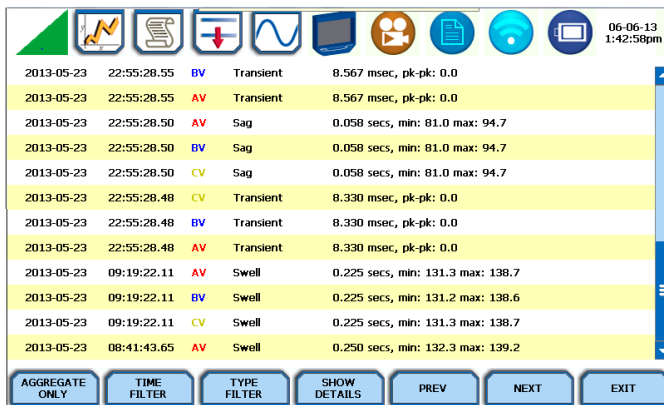 06-06-13
1:42:58pm
2013-05-23 22:55:28.55 BV Transient 8.567 msec, pk-pk: 0.0
2013-05-23 22:55:28.55 AV Transient 8.567 msec, pk-pk: 0.0
2013-05-23 22:55:28.50 AV Sag 0.058 secs, min: 81.0 max: 94.7
2013-05-23 22:55:28.50 BV Sag 0.058 secs, min: 81.0 max: 94.7
2013-05-23 22:55:28.50 CV Sag 0.058 secs, min: 81.0 max: 94.7
2013-05-23 22:55:28.48 CV Transient 8.330 msec, pk-pk: 0.0
2013-05-23 22:55:28.48 BV Transient 8.330 msec, pk-pk: 0.0
2013-05-23 22:55:28.48 AV Transient 8.330 msec, pk-pk: 0.0
2013-05-23 09:19:22.11 AV Swell 0.225 secs, min: 131.3 max: 138.7
2013-05-23 09:19:22.11 BV Swell 0.225 secs, min: 131.2 max: 138.6
2013-05-23 09:19:22.11 CV Swell 0.225 secs, min: 131.3 max: 138.7
2013-05-23 08:41:43.65 AV Swell 0.250 secs, min: 132.3 max: 139.2
AGGREGATE ONLY
TIME FILTER
TYPE FILTER
SHOW DETAILS
PREV
NEXT
EXIT